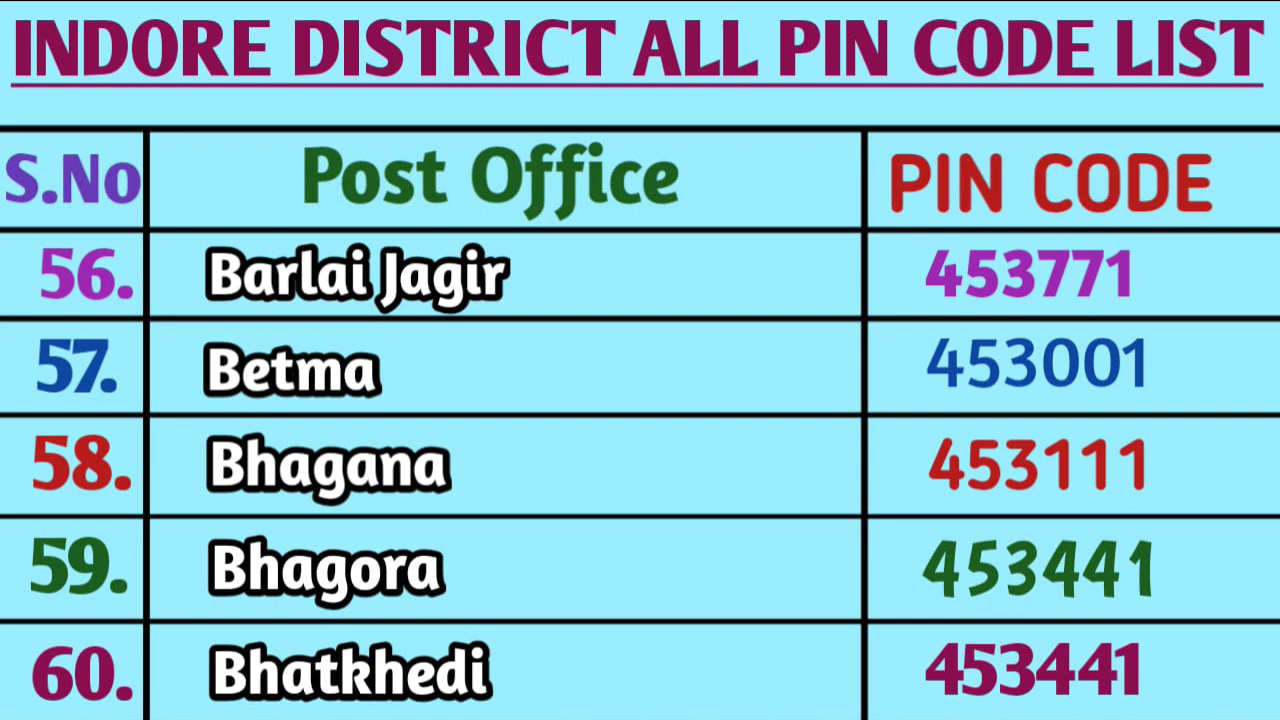 INDORE DISTRICT ALL PIN CODE LIST
S.No Post Office PIN CODE
56. Barlai Jagir 453771
57. Betma 453001
58. Bhagana 453111
59. Bhagora 453441
60. Bhatkhedi 453441